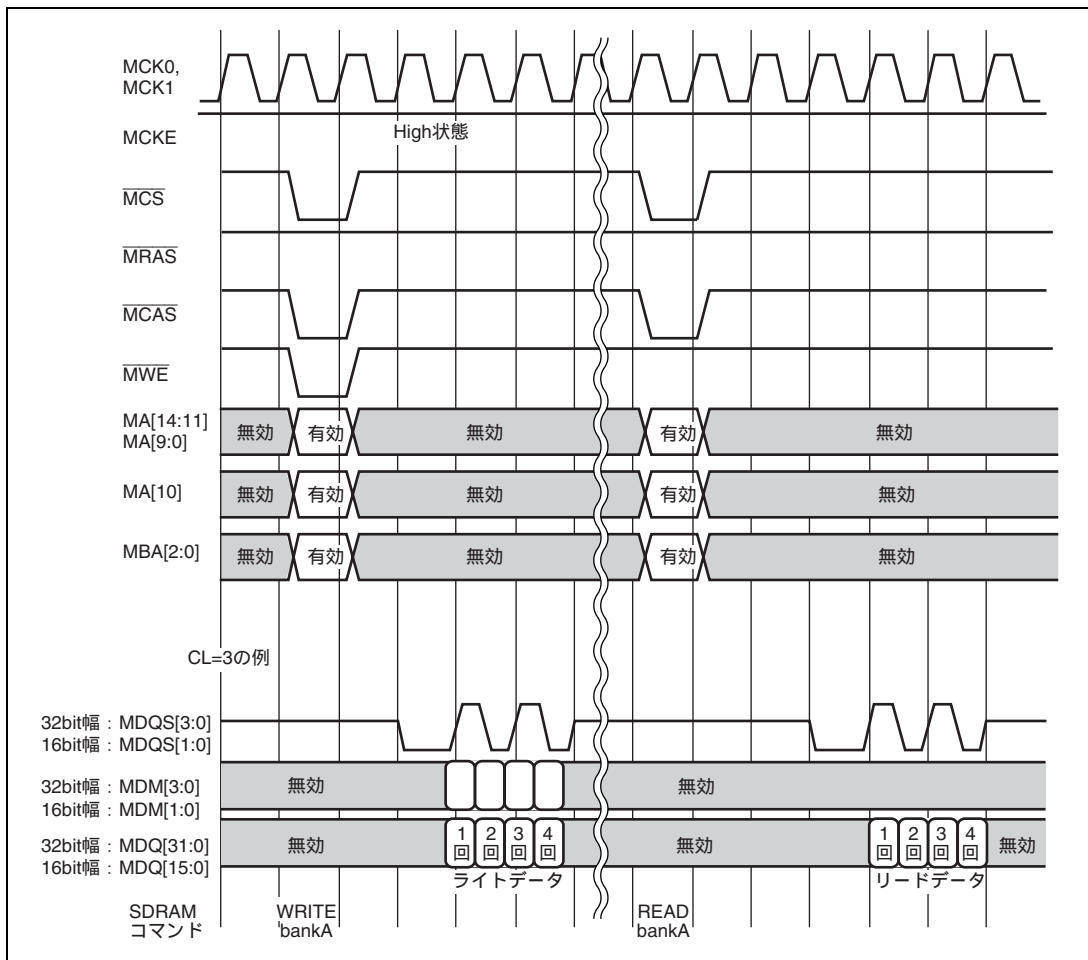 MCK0,
MCK1
MCKE
High状態
MCS
MRAS
MCAS
MWE
MA[14:11]
MA[9:0]
無効 有効 無効 有効 無効
MA[10]
無効 有効 無効 有効 無効
MBA[2:0]
無効 有効 無効 有効 無効
CL=3の例
32bit幅：MDQS[3:0]
16bit幅：MDQS[1:0]
32bit幅：MDM[3:0]
16bit幅：MDM[1:0]
無効 無効
32bit幅：MDQ[31:0]
16bit幅：MDQ[15:0]
無効 1回 2回 3回 4回 無効 1回 2回 3回 4回 無効
ライトデータ リードデータ
SDRAM
コマンド
WRITE
bankA
READ
bankA